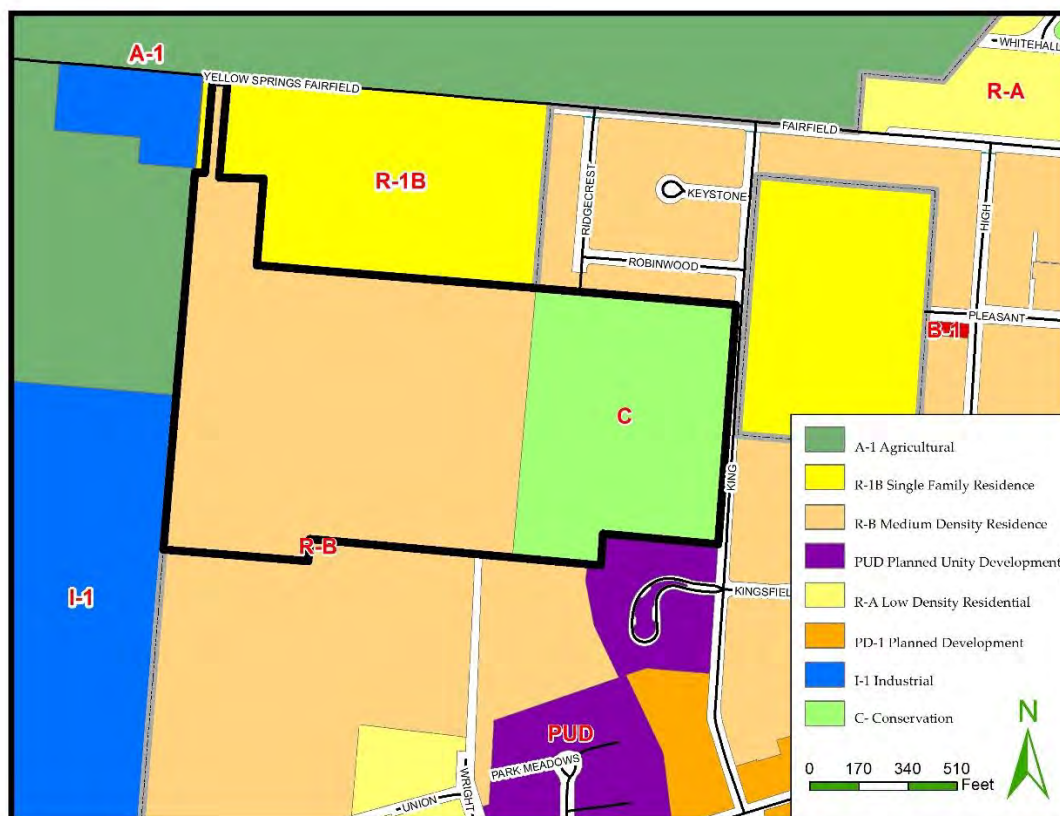 WHITEHALL
A-1
YELLOW SPRINGS FAIRFIELD
R-A
FAIRFIELD
R-1B
RIDGECREST
KEYSTONE
HIGH
ROBINWOOD
PLEASANT
B-1
C
KING
R-B
I-1
KINGSFIEL
PUD
PARK MEADOWS
WRIGHT
UNION
A-1 Agricultural
R-1B Single Family Residence
R-B Medium Density Residence
PUD Planned Unity Development
R-A Low Density Residential
PD-1 Planned Development
I-1 Industrial
C- Conservation
N
0 170 340 510
Feet